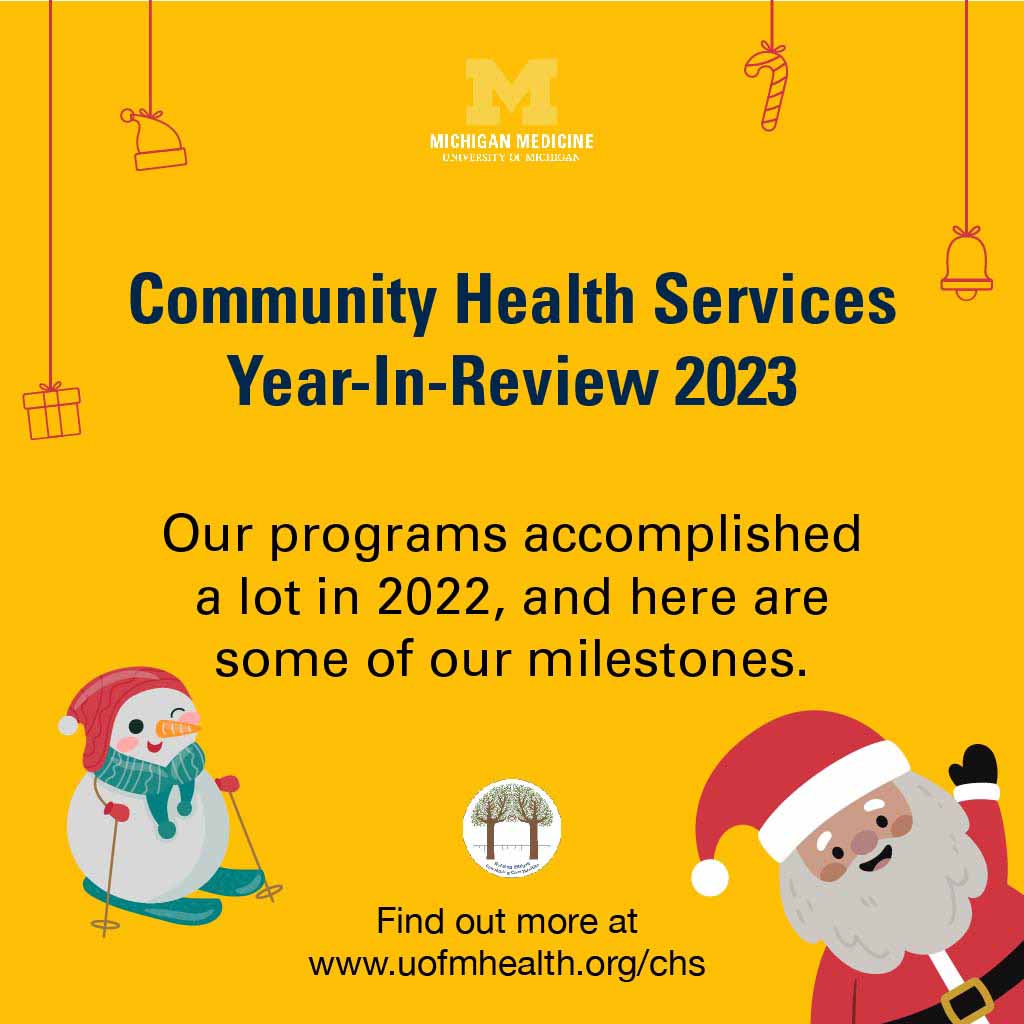 M
MICHIGAN MEDICINE
UNIVERSITY OF MICHIGAN
Community Health Services
Year-In-Review 2023
Our programs accomplished
a lot in 2022, and here are
some of our milestones.
Find out more at
www.uofmhealth.org/chs